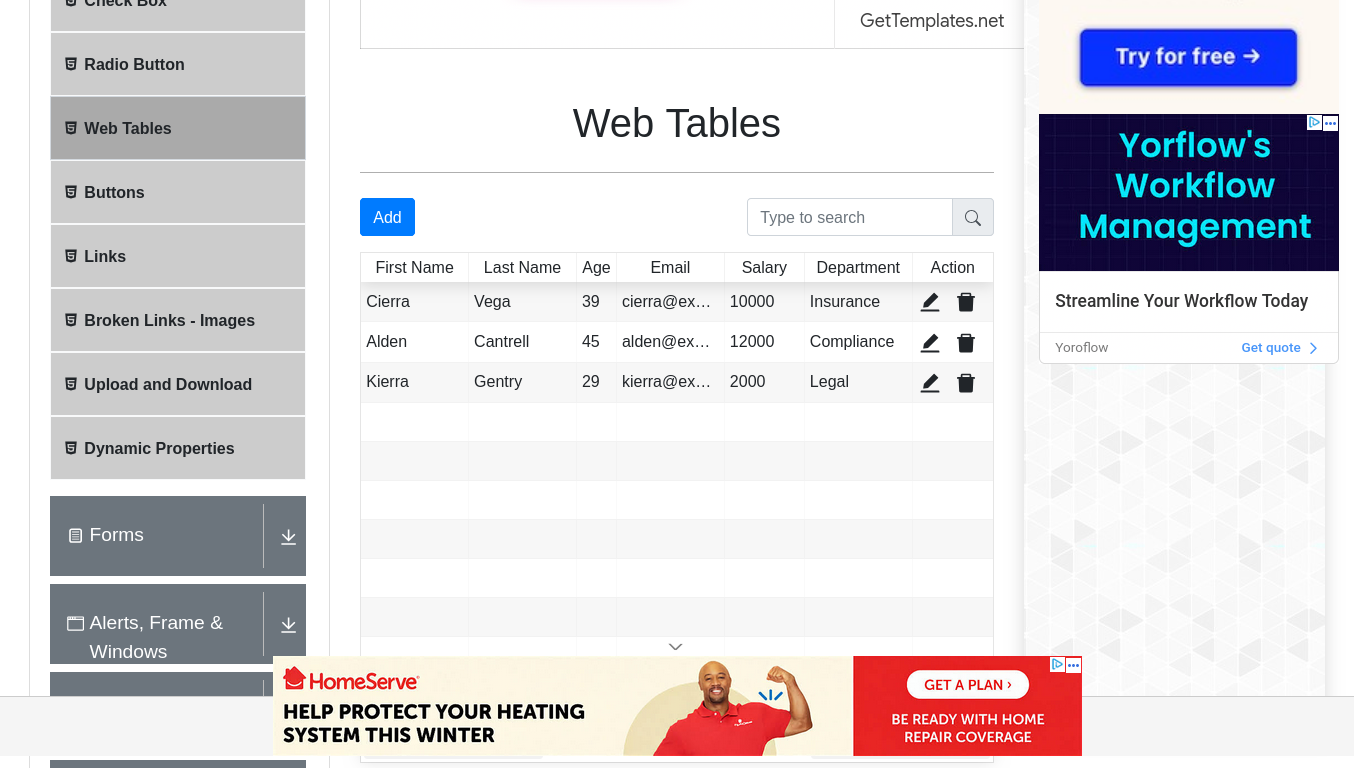 Check Box
Radio Button
Web Tables
Buttons
Links
Broken Links - Images
Upload and Download
Dynamic Properties
Forms
Alerts, Frame &
Windows
GetTemplates.net
Web Tables
Add
Type to search
First Name Last Name Age Email Salary Department Action
Cierra Vega 39 cierra@ex… 10000 Insurance
Alden Cantrell 45 alden@ex… 12000 Compliance
Kierra Gentry 29 kierra@ex… 2000 Legal
Try for free →
Yorflow's
Workflow
Management
Streamline Your Workflow Today
Yoroflow Get quote
HomeServe
HELP PROTECT YOUR HEATING
SYSTEM THIS WINTER
GET A PLAN ›
BE READY WITH HOME
REPAIR COVERAGE